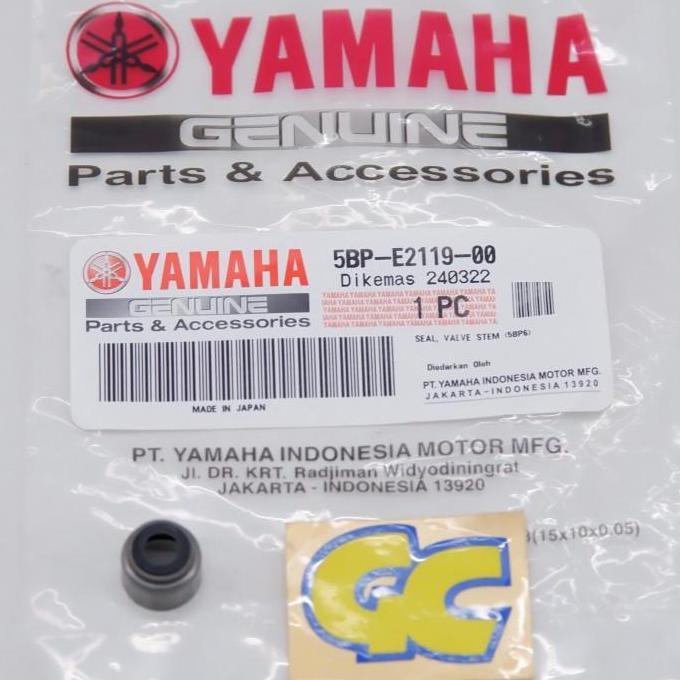 YAMAHA
GENUINE
Parts & Accessories
YAMAHA
GENUINE
Parts & Accessories
5BP-E2119-00
Dikemas 240322
1 PC
SEAL, VALVE STEM (5BP6)
Diedarkan Oleh
PT. YAMAHA INDONESIA MOTOR MFG.
JAKARTA-INDONESIA 13920
MADE IN JAPAN
PT. YAMAHA INDONESIA MOTOR MFG.
Jl. DR. KRT. Radjiman Widyodiningrat
JAKARTA - INDONESIA 13920
(15x10x0.05)
GC